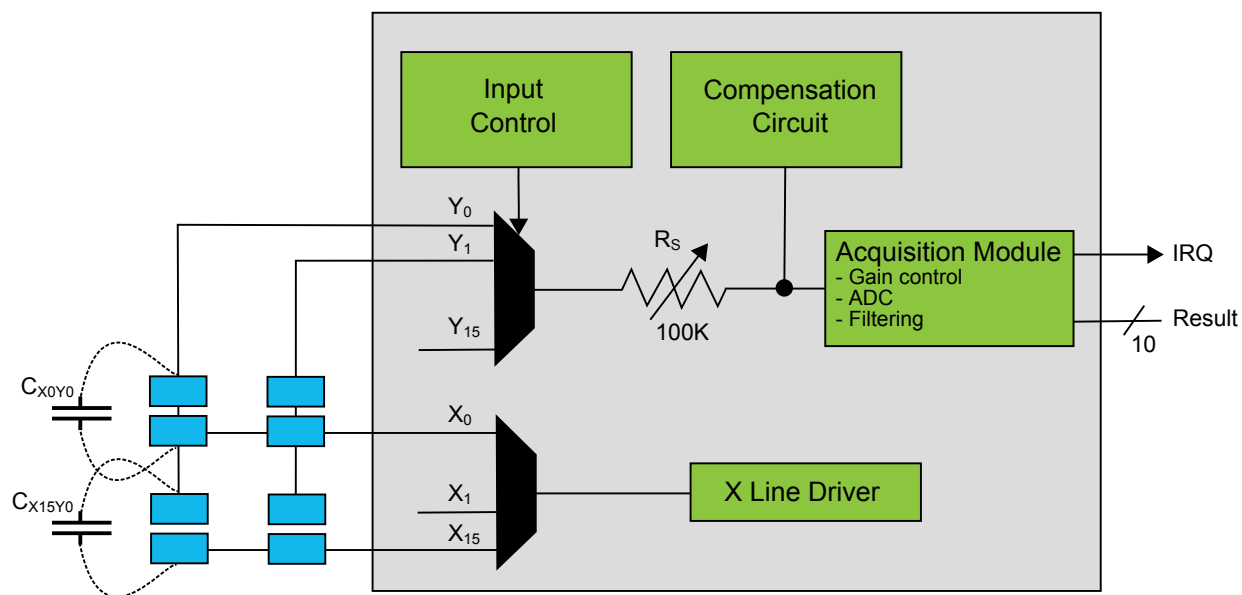 Input
Control
Compensation
Circuit
Y0
Y1
Y15
RS
100K
Acquisition Module
- Gain control
- ADC
- Filtering
IRQ
Result
10
CX0Y0
CX15Y0
X0
X1
X15
X Line Driver